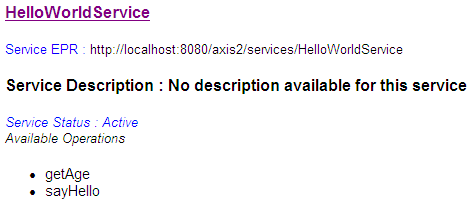 HelloWorldService
Service EPR : http://localhost:8080/axis2/services/HelloWorldService
Service Description : No description available for this service
Service Status : Active
Available Operations
getAge
sayHello